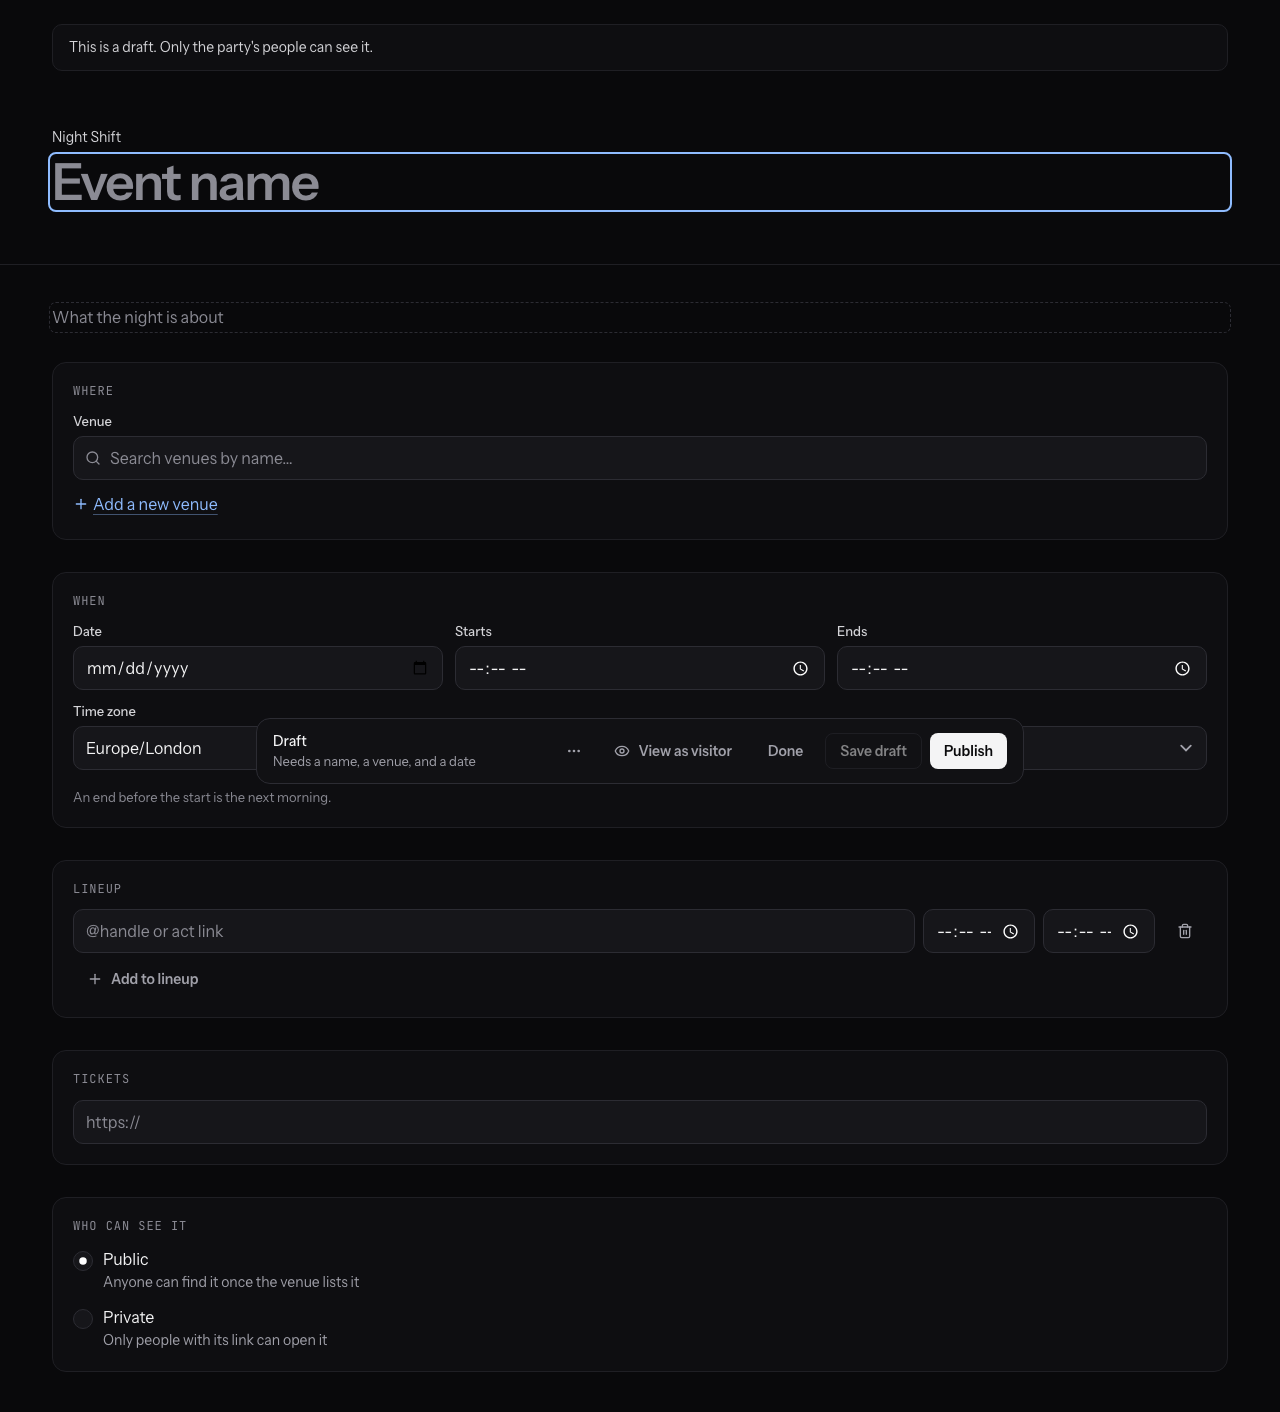 This is a draft. Only the party's people can see it.
Night Shift
Event name
What the night is about
WHERE
Venue
Search venues by name...
Add a new venue
WHEN
Date
Starts
Ends
mm/dd/yyyy
--:-- --
--:-- --
Time zone
Europe/London
Draft
Needs a name, a venue, and a date
View as visitor
Done
Save draft
Publish
An end before the start is the next morning.
LINEUP
@handle or act link
--:-- --
--:-- --
Add to lineup
TICKETS
https://
WHO CAN SEE IT
Public
Anyone can find it once the venue lists it
Private
Only people with its link can open it